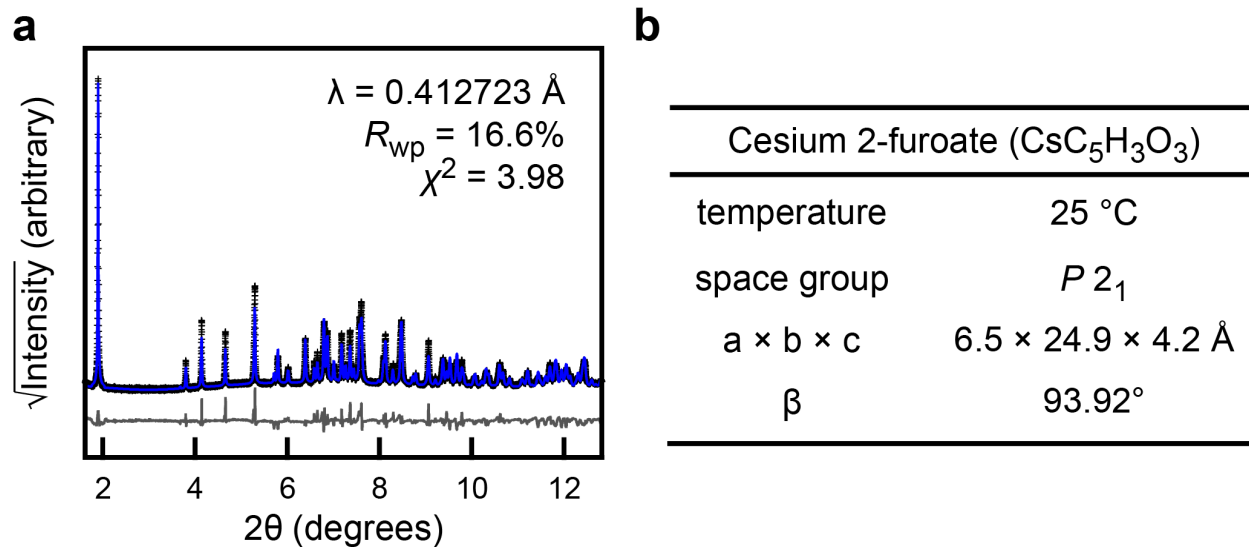 a
λ = 0.412723 Å
Rwp = 16.6%
χ² = 3.98
√Intensity (arbitrary)
2 4 6 8 10 12
2θ (degrees)
b
Cesium 2-furoate (CsC₅H₃O₃)
temperature 25 °C
space group P 2₁
a × b × c 6.5 × 24.9 × 4.2 Å
β 93.92°